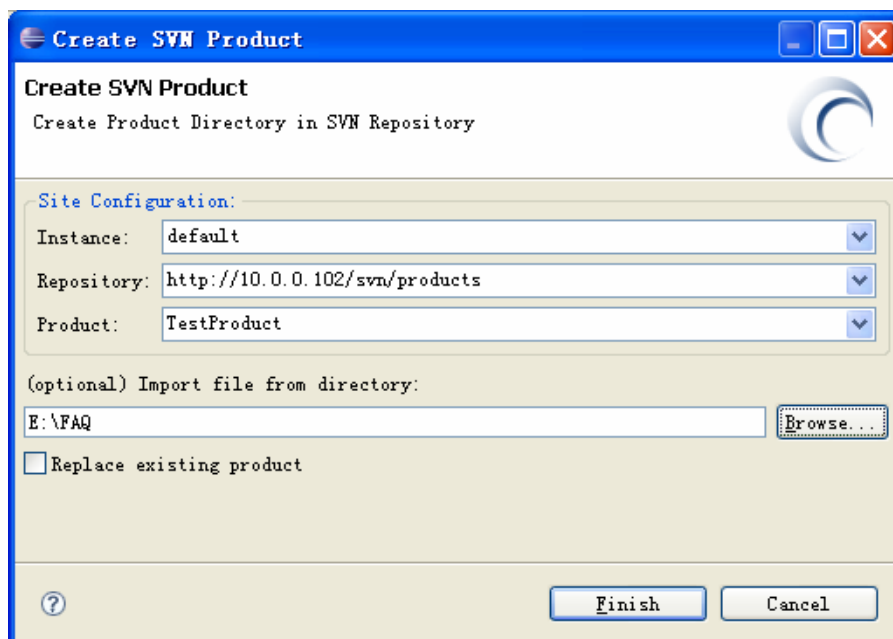 Create SVN Product
Create SVN Product
Create Product Directory in SVN Repository
Site Configuration:
Instance: default
Repository: http://10.0.0.102/svn/products
Product: TestProduct
(optional) Import file from directory:
E:\FAQ Browse...
Replace existing product
? Finish Cancel